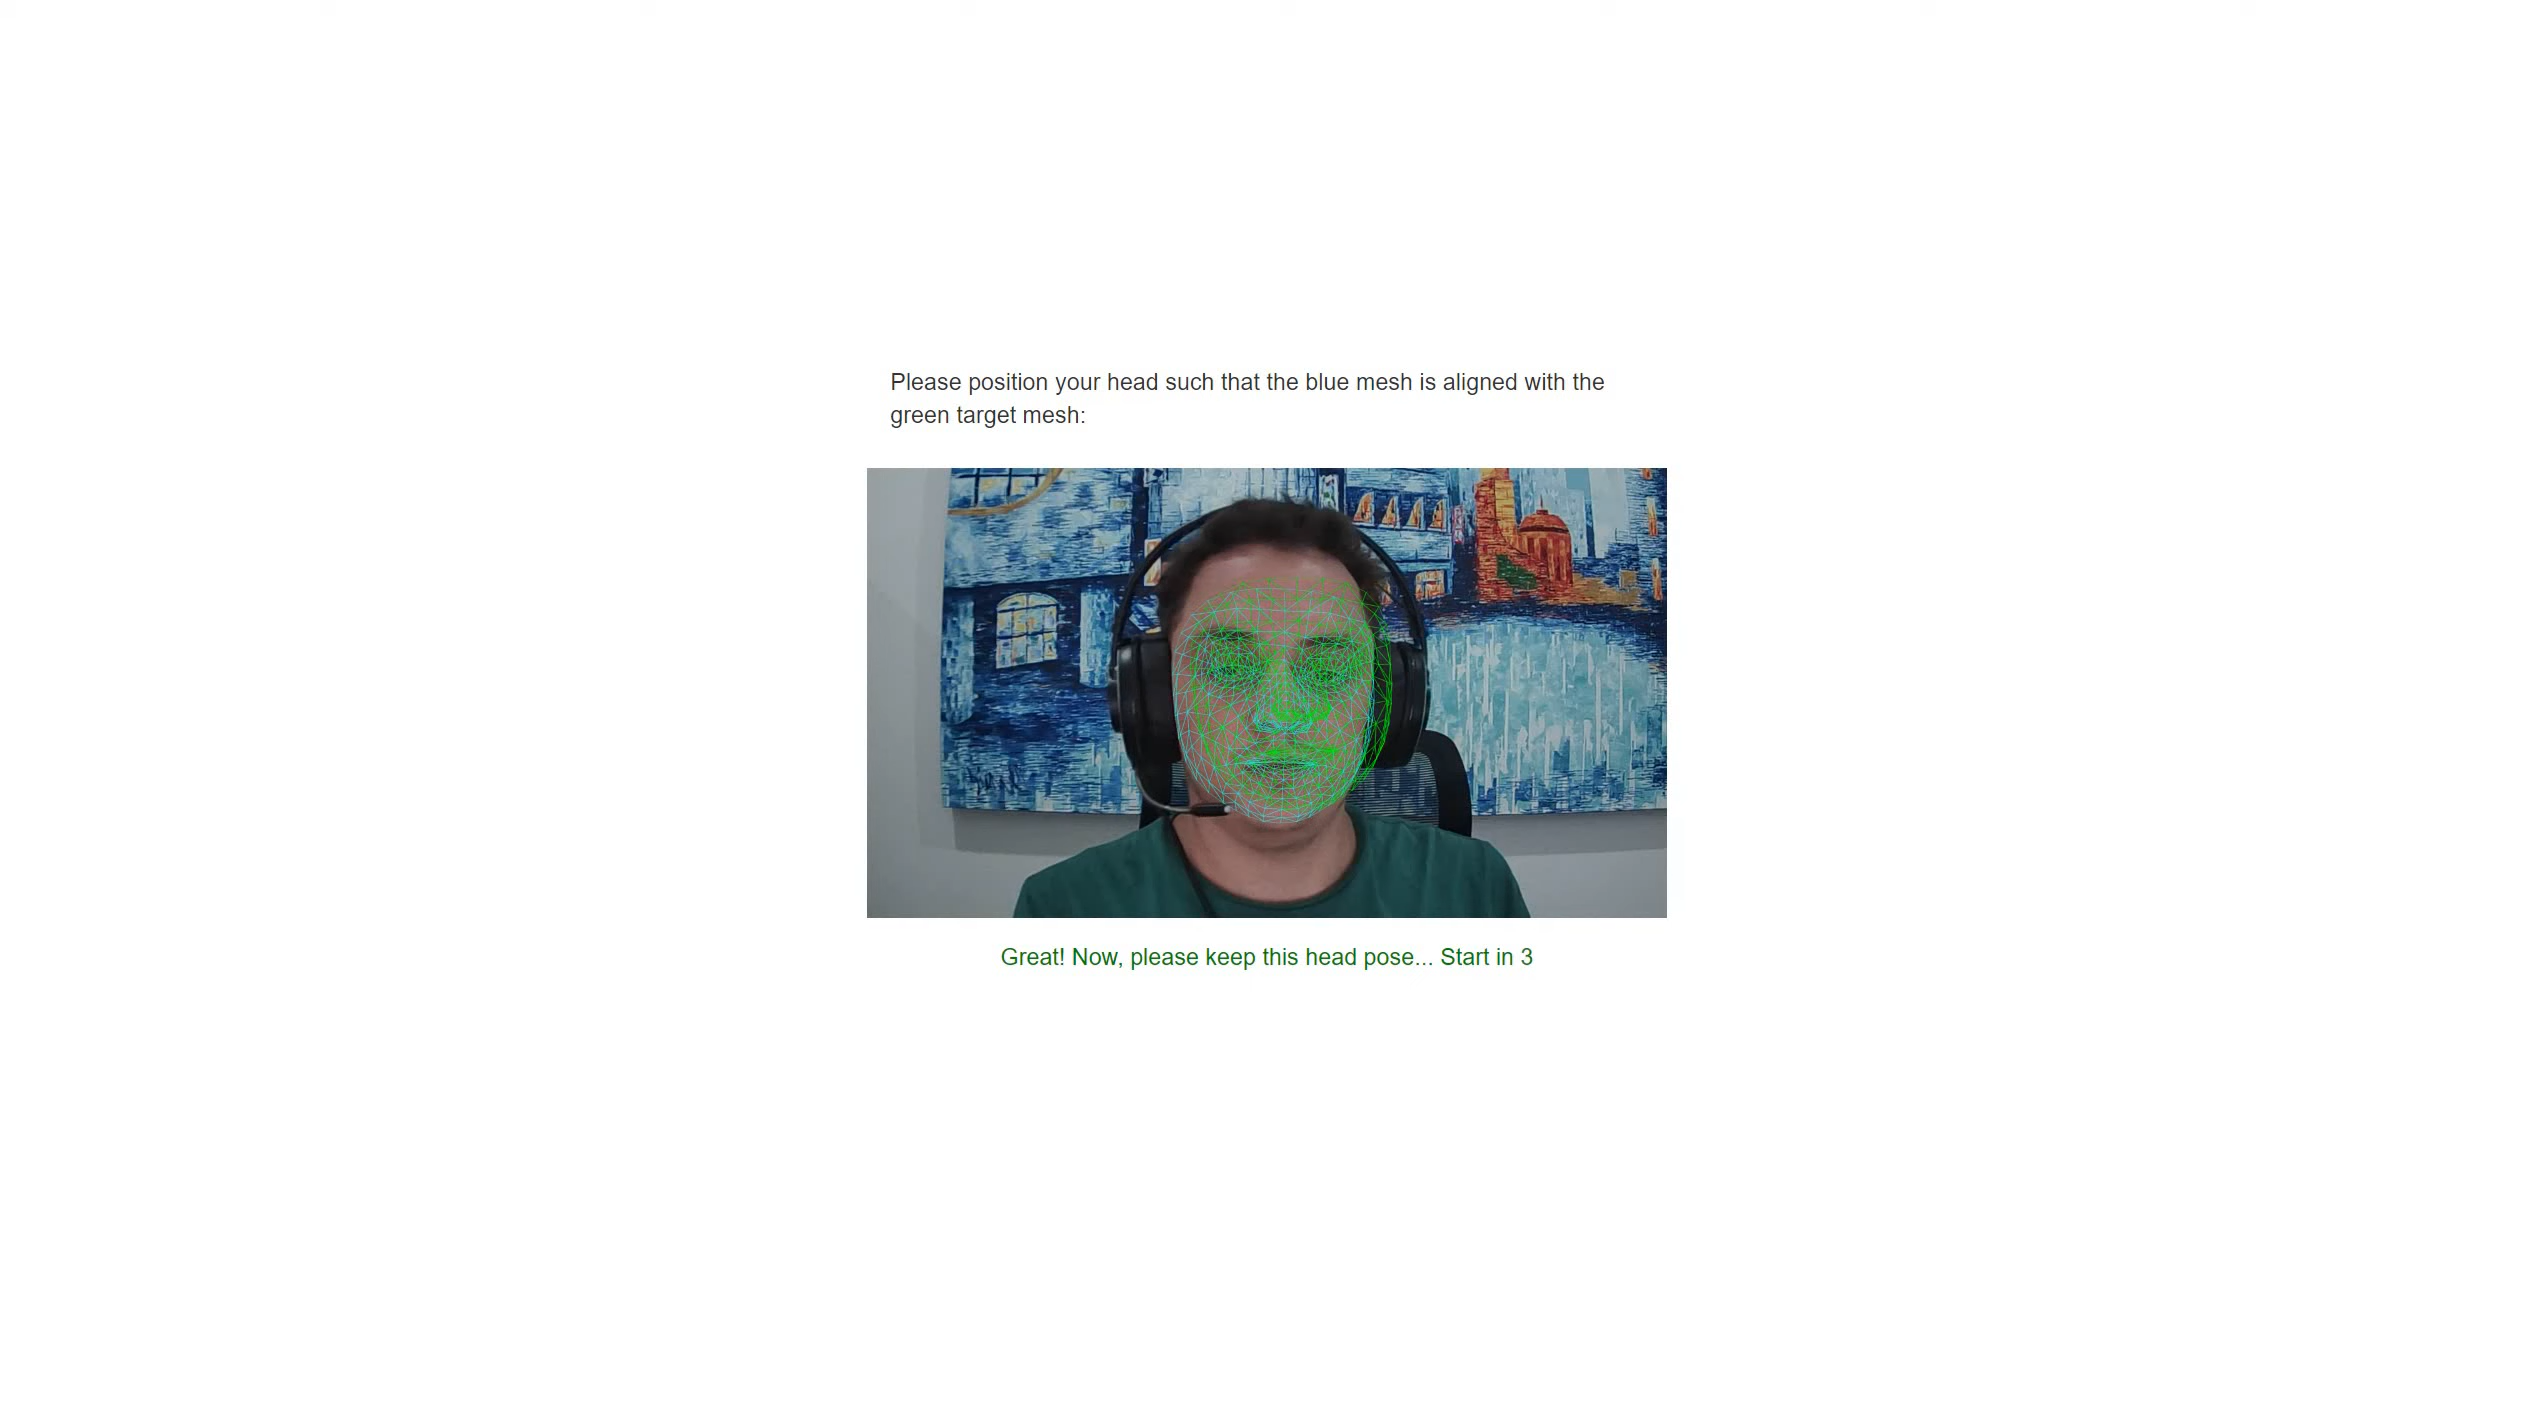 Please position your head such that the blue mesh is aligned with the
green target mesh:
Great! Now, please keep this head pose... Start in 3